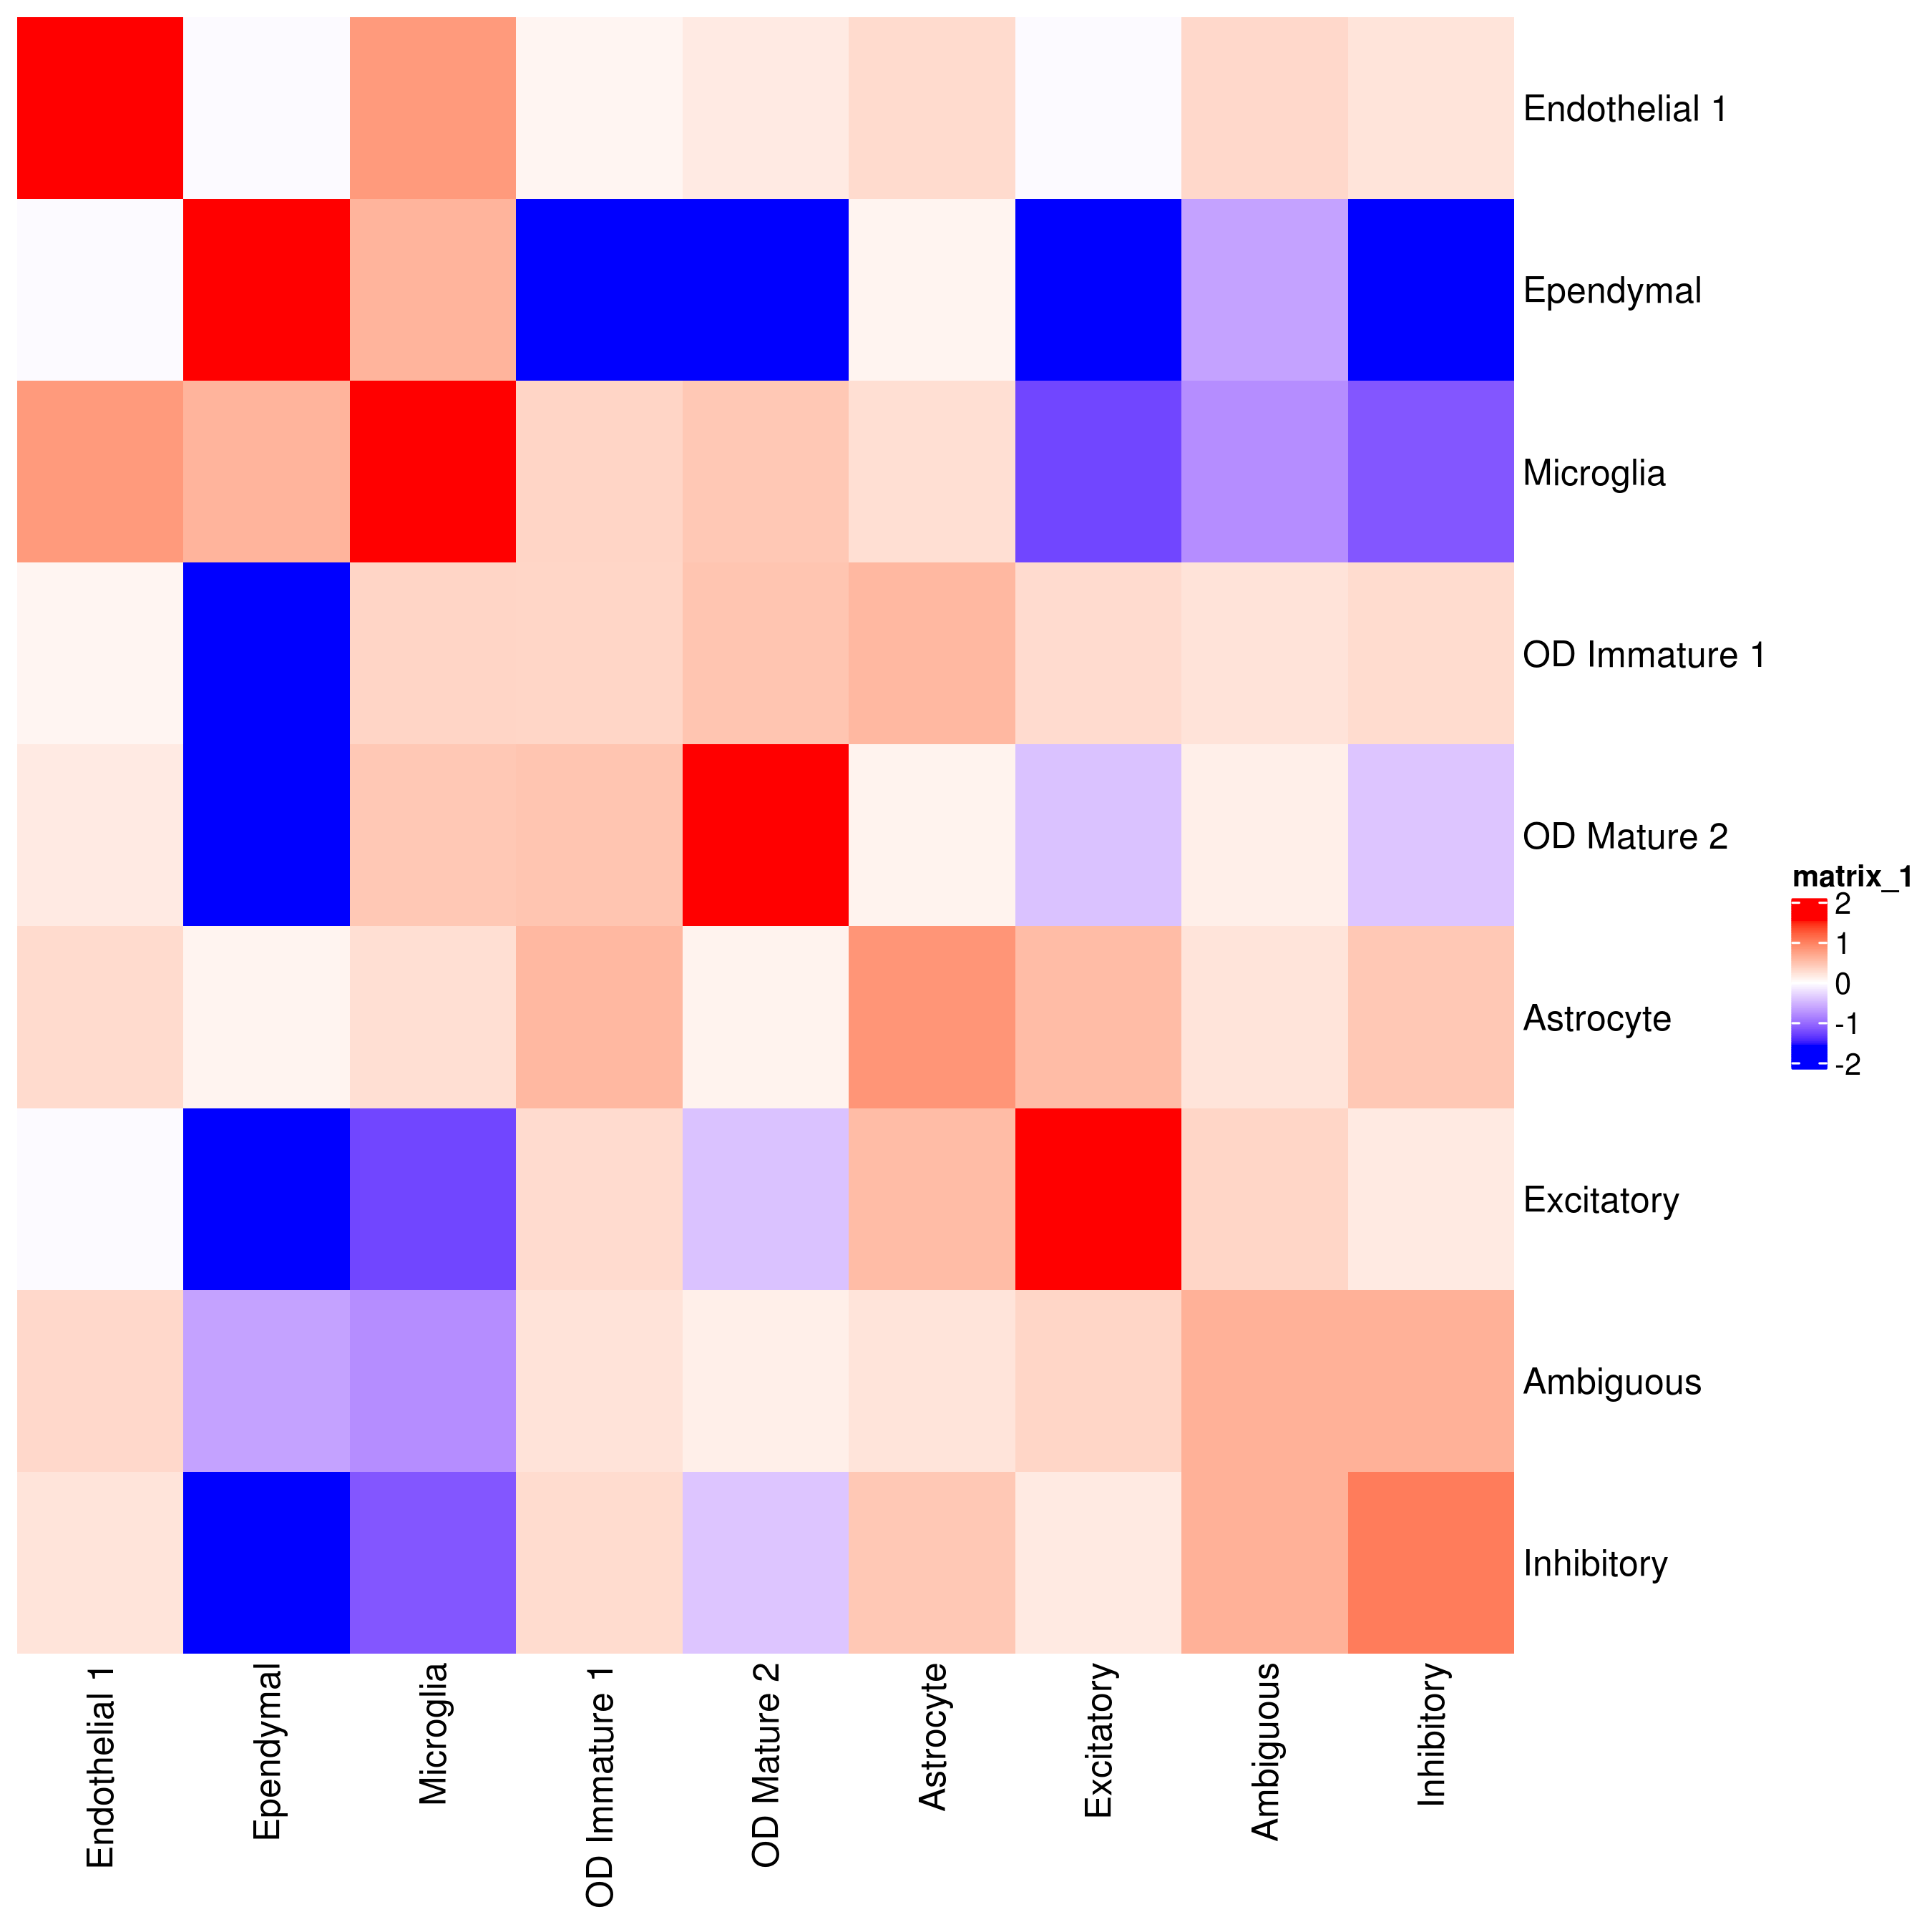 Endothelial 1
Ependymal
Microglia
OD Immature 1
OD Mature 2
Astrocyte
Excitatory
Ambiguous
Inhibitory
matrix_1
2
1
0
-1
-2
Endothelial 1
Ependymal
Microglia
OD Immature 1
OD Mature 2
Astrocyte
Excitatory
Ambiguous
Inhibitory